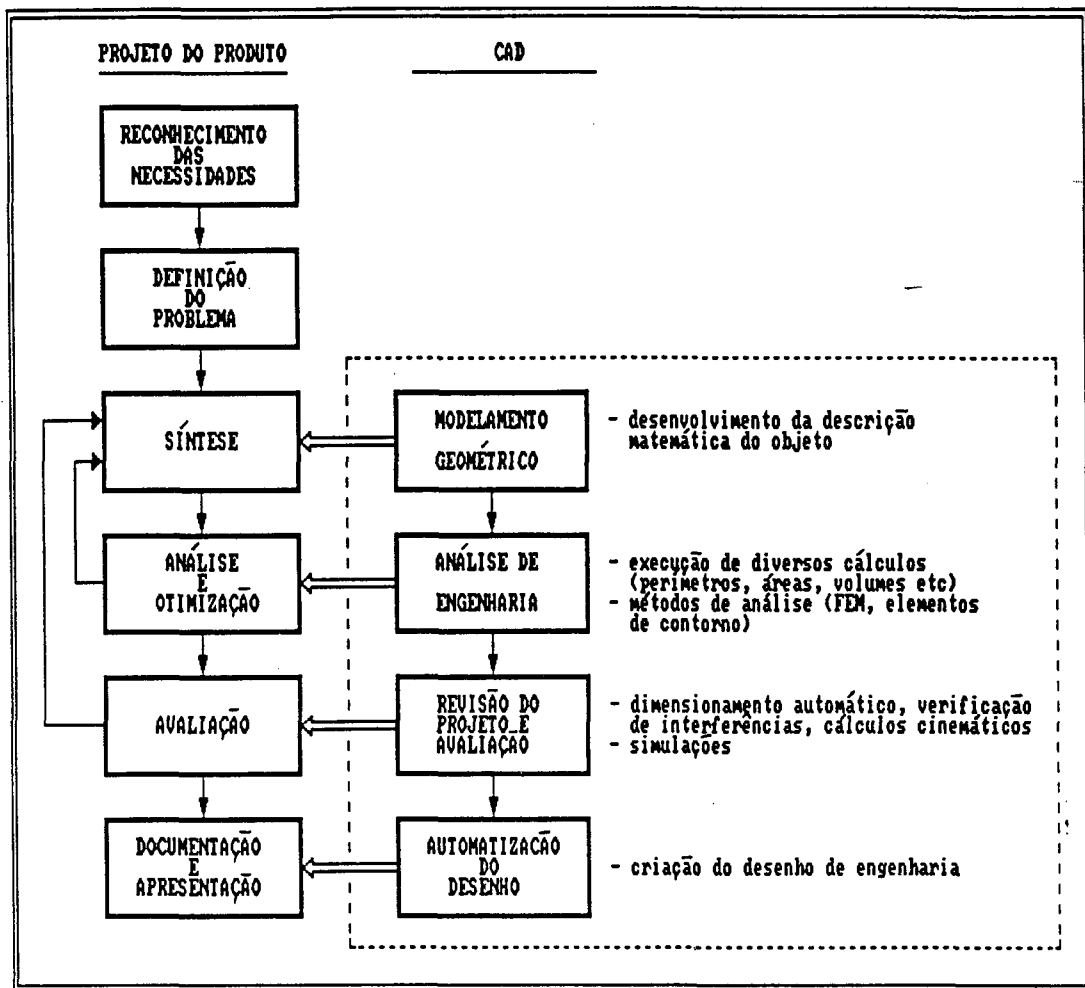 PROJETO DO PRODUTO
CAD
RECONHECIMENTO
DAS
NECESSIDADES
DEFINIÇÃO
DO
PROBLEMA
SÍNTESE
MODELAMENTO
GEOMÉTRICO
- desenvolvimento da descrição
matemática do objeto
ANÁLISE
E
OTIMIZAÇÃO
ANÁLISE DE
ENGENHARIA
- execução de diversos cálculos
(perímetros, áreas, volumes etc)
- métodos de análise (FEM, elementos
de contorno)
AVALIAÇÃO
REVISÃO DO
PROJETO E
AVALIAÇÃO
- dimensionamento automático, verificação
de interferências, cálculos cinemáticos
- simulações
DOCUMENTAÇÃO
E
APRESENTAÇÃO
AUTOMATIZACÃO
DO
DESENHO
- criação do desenho de engenharia